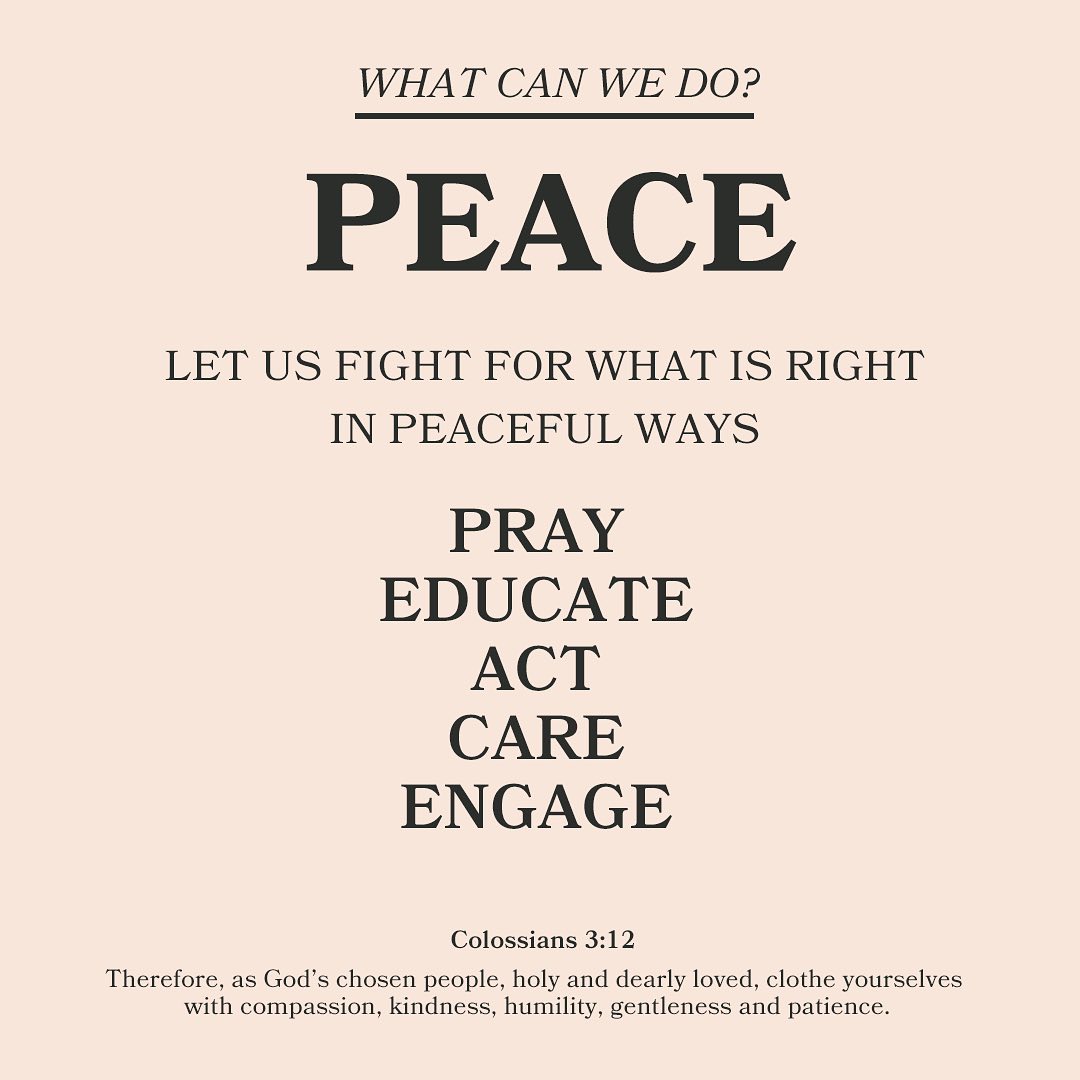 WHAT CAN WE DO?
PEACE
LET US FIGHT FOR WHAT IS RIGHT
IN PEACEFUL WAYS
PRAY
EDUCATE
ACT
CARE
ENGAGE
Colossians 3:12
Therefore, as God’s chosen people, holy and dearly loved, clothe yourselves
with compassion, kindness, humility, gentleness and patience.